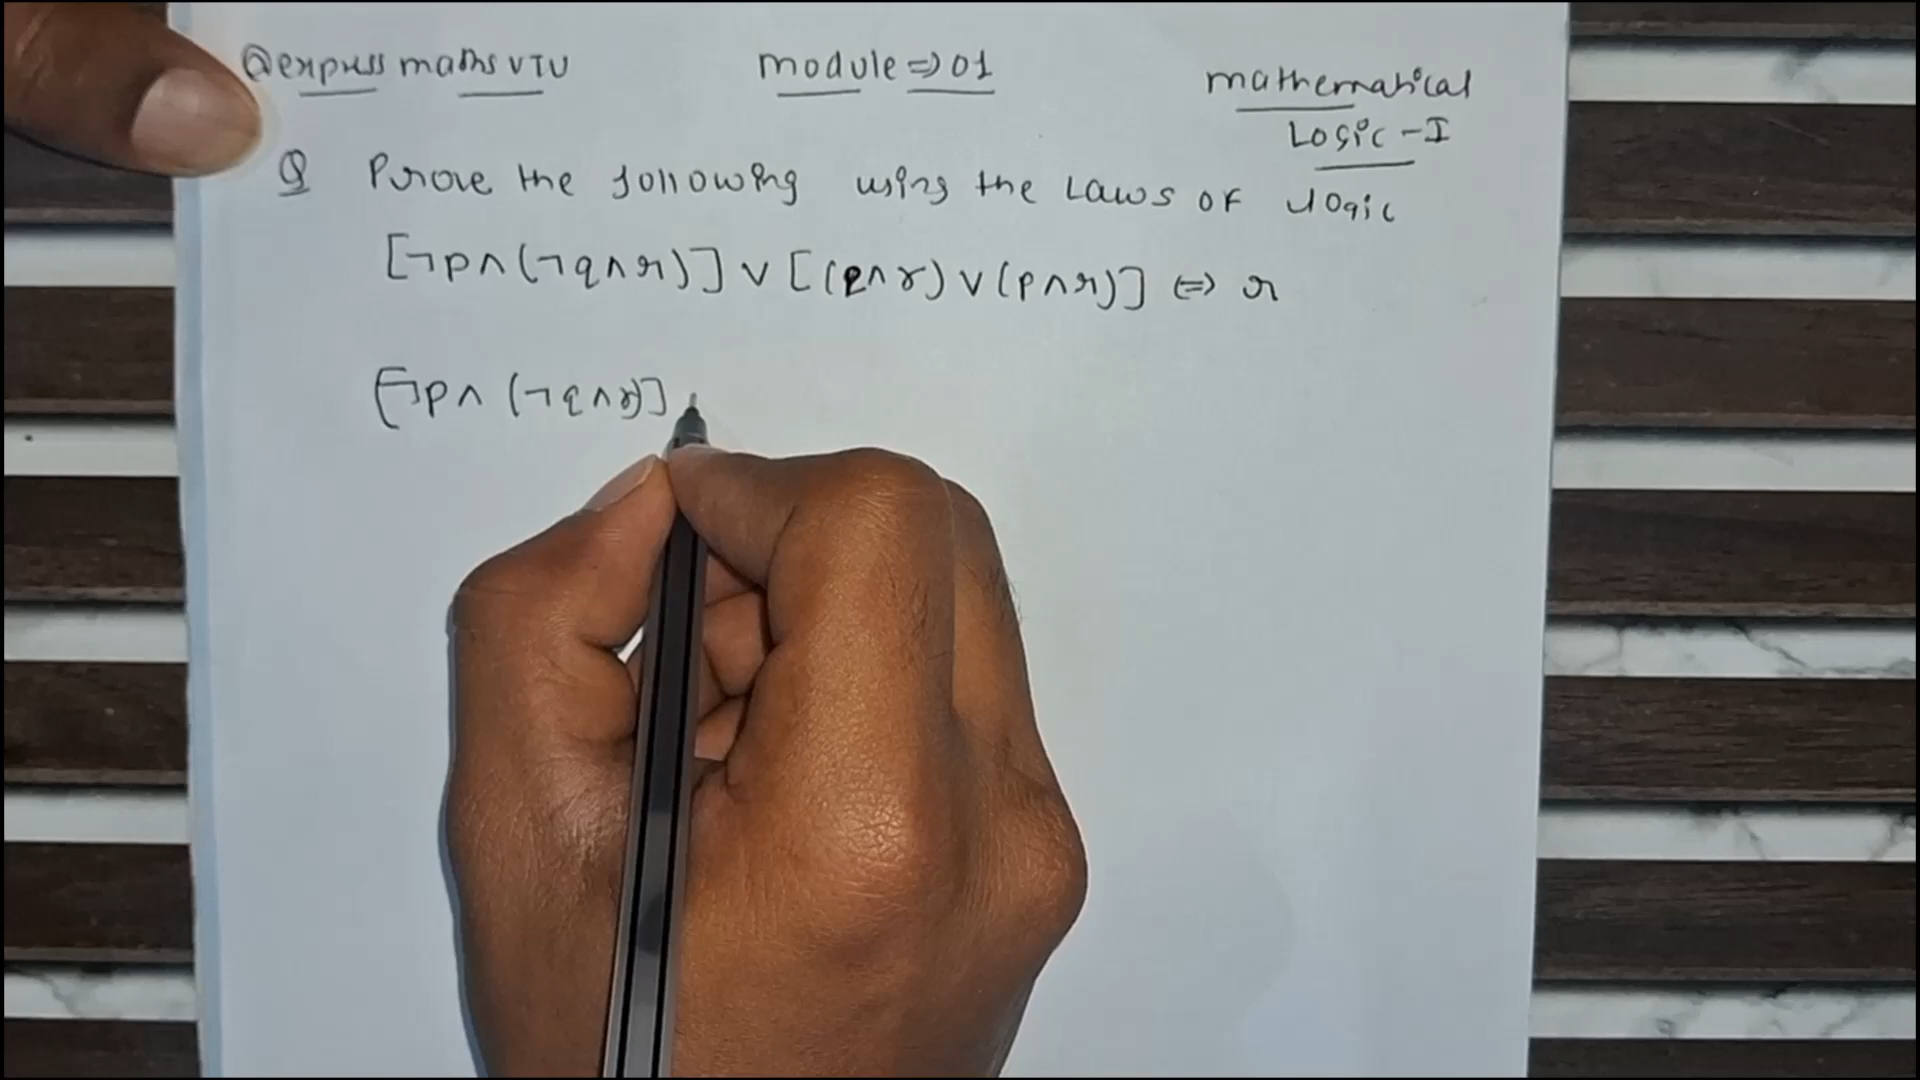 @express maths VTU module => 01 mathematical
Logic - I
Q Prove the following using the Laws of logic
[¬p∧(¬q∧r)] ∨ [(q∧r) ∨ (p∧r)] ⇔ r
[¬p∧ (¬q∧r)]